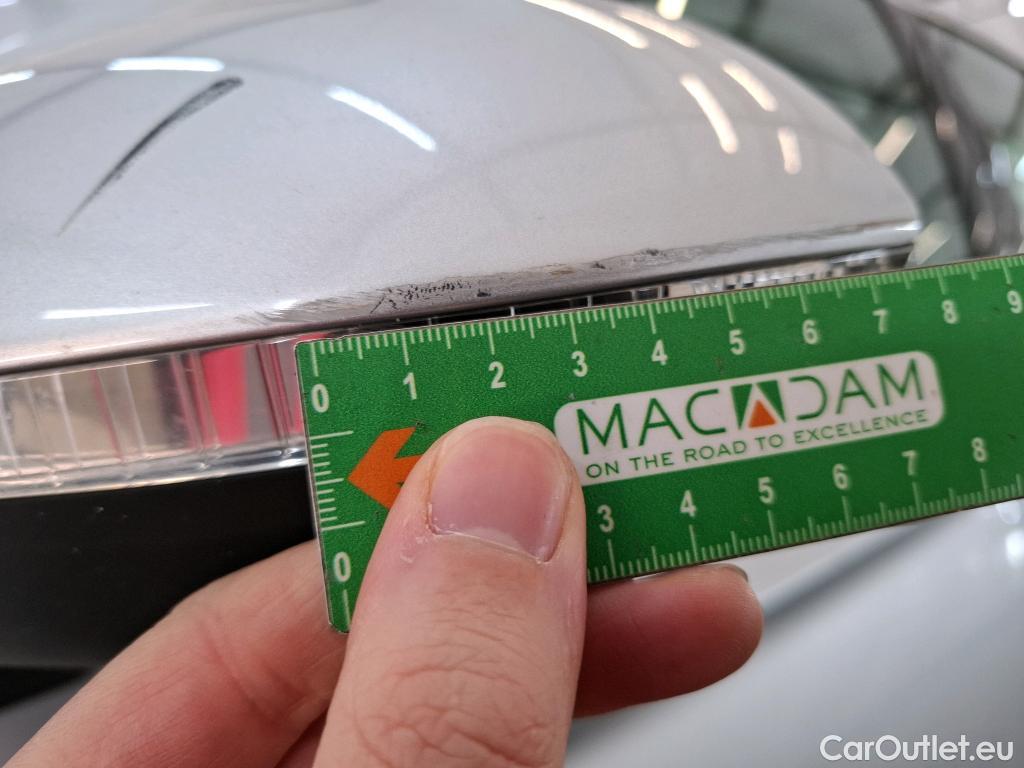 0 1 2 3 4 5 6 7 8 9
MACADAM
ON THE ROAD TO EXCELLENCE
0 3 4 5 6 7 8
CarOutlet.eu